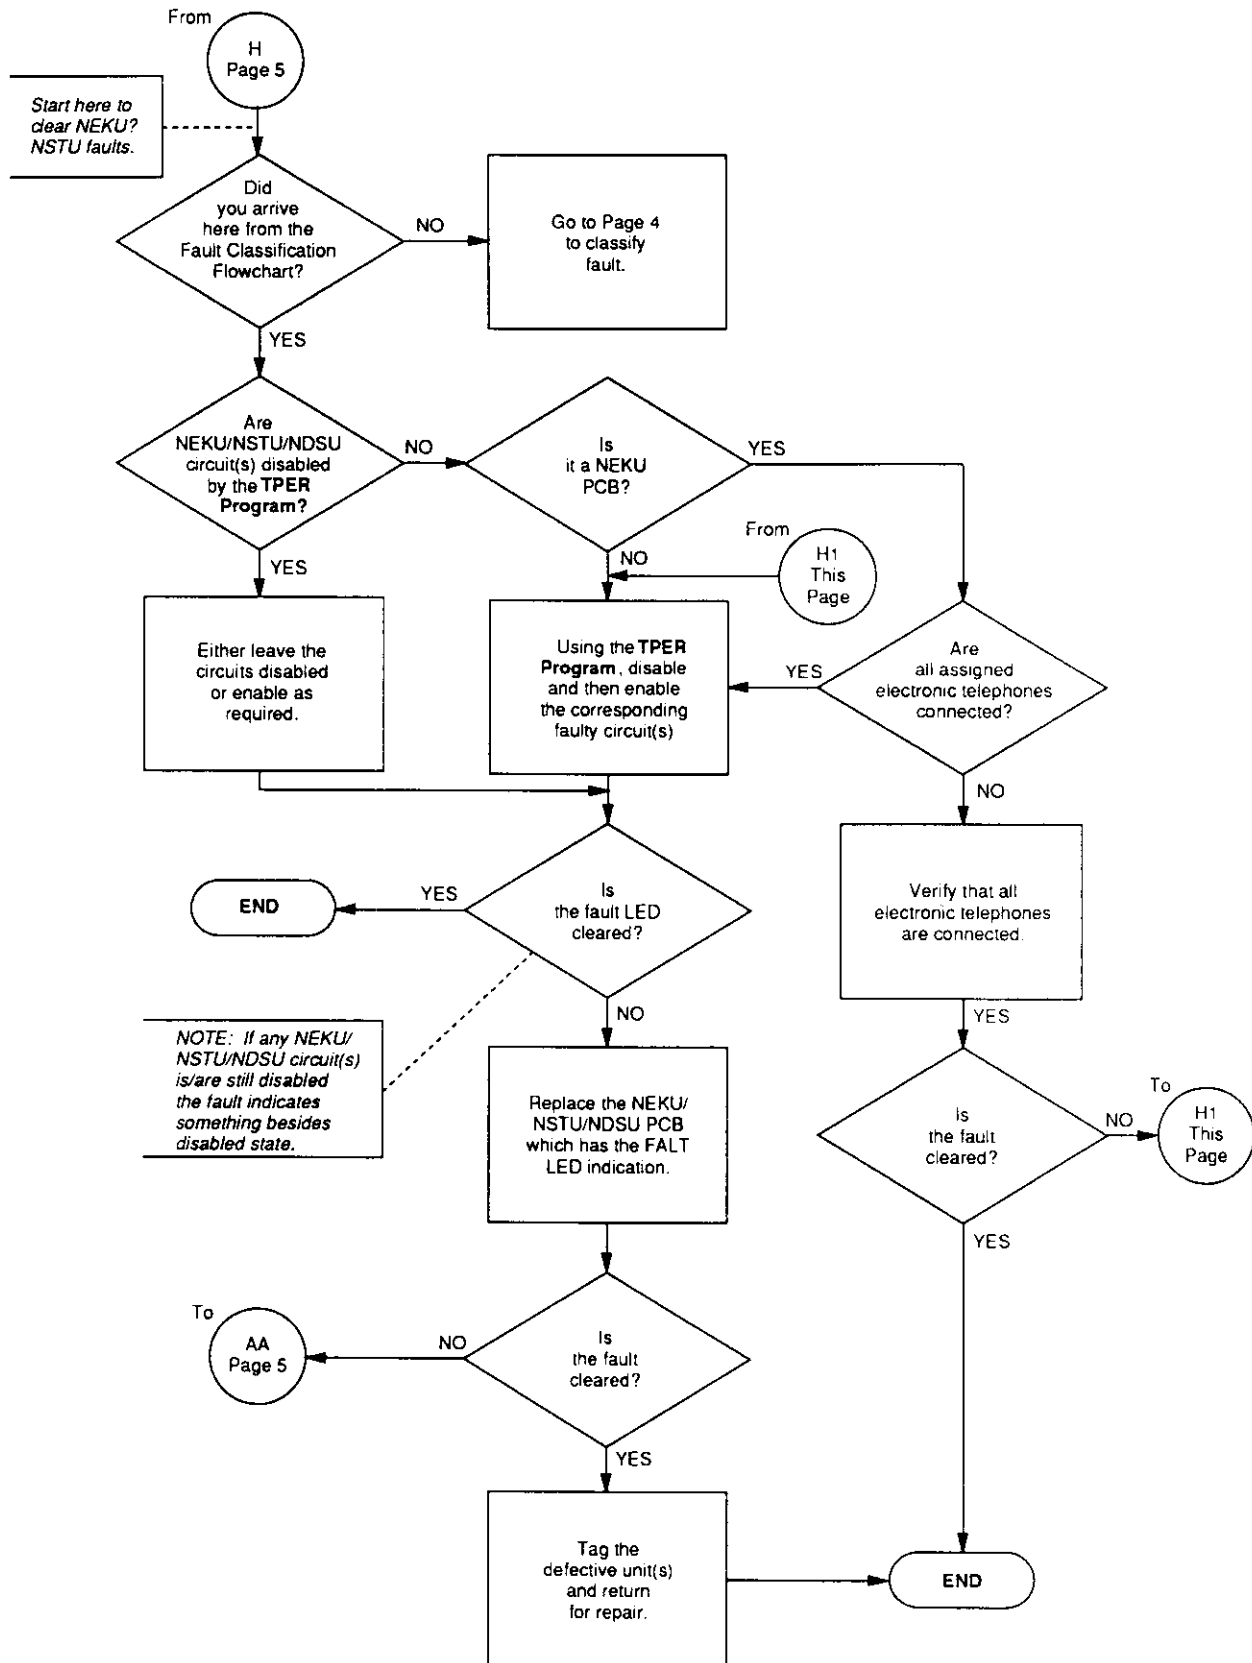 From
H
Page 5
Start here to
clear NEKU?
NSTU faults.
Did
you arrive
here from the
Fault Classification
Flowchart?
NO
Go to Page 4
to classify
fault.
YES
Are
NEKU/NSTU/NDSU
circuit(s) disabled
by the TPER
Program?
NO
Is
it a NEKU
PCB?
YES
YES
NO
From
H1
This
Page
Either leave the
circuits disabled
or enable as
required.
Using the TPER
Program, disable
and then enable
the corresponding
faulty circuit(s)
YES
Are
all assigned
electronic telephones
connected?
NO
END
YES
Is
the fault LED
cleared?
Verify that all
electronic telephones
are connected.
NO
YES
NOTE: If any NEKU/
NSTU/NDSU circuit(s)
is/are still disabled
the fault indicates
something besides
disabled state.
Replace the NEKU/
NSTU/NDSU PCB
which has the FALT
LED indication.
Is
the fault
cleared?
NO
To
H1
This
Page
YES
To
AA
Page 5
NO
Is
the fault
cleared?
YES
Tag the
defective unit(s)
and return
for repair.
END